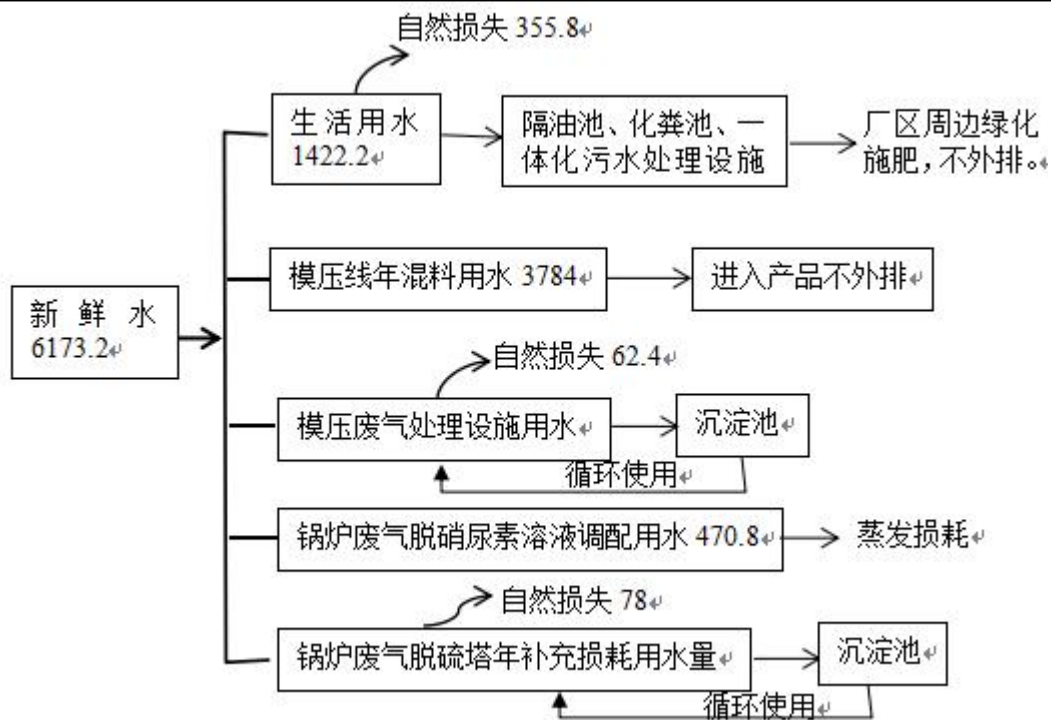 自然损失 355.8
生活用水
1422.2
隔油池、化粪池、一
体化污水处理设施
厂区周边绿化
施肥，不外排。
模压线年混料用水 3784
进入产品不外排
新鲜水
6173.2
自然损失 62.4
模压废气处理设施用水
沉淀池
循环使用
锅炉废气脱硝尿素溶液调配用水 470.8
蒸发损耗
自然损失 78
锅炉废气脱硫塔年补充损耗用水量
沉淀池
循环使用